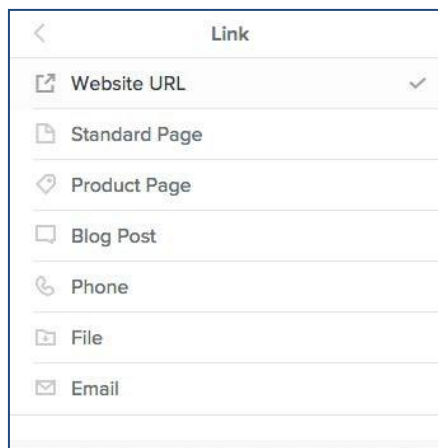 Link
Website URL
Standard Page
Product Page
Blog Post
Phone
File
Email